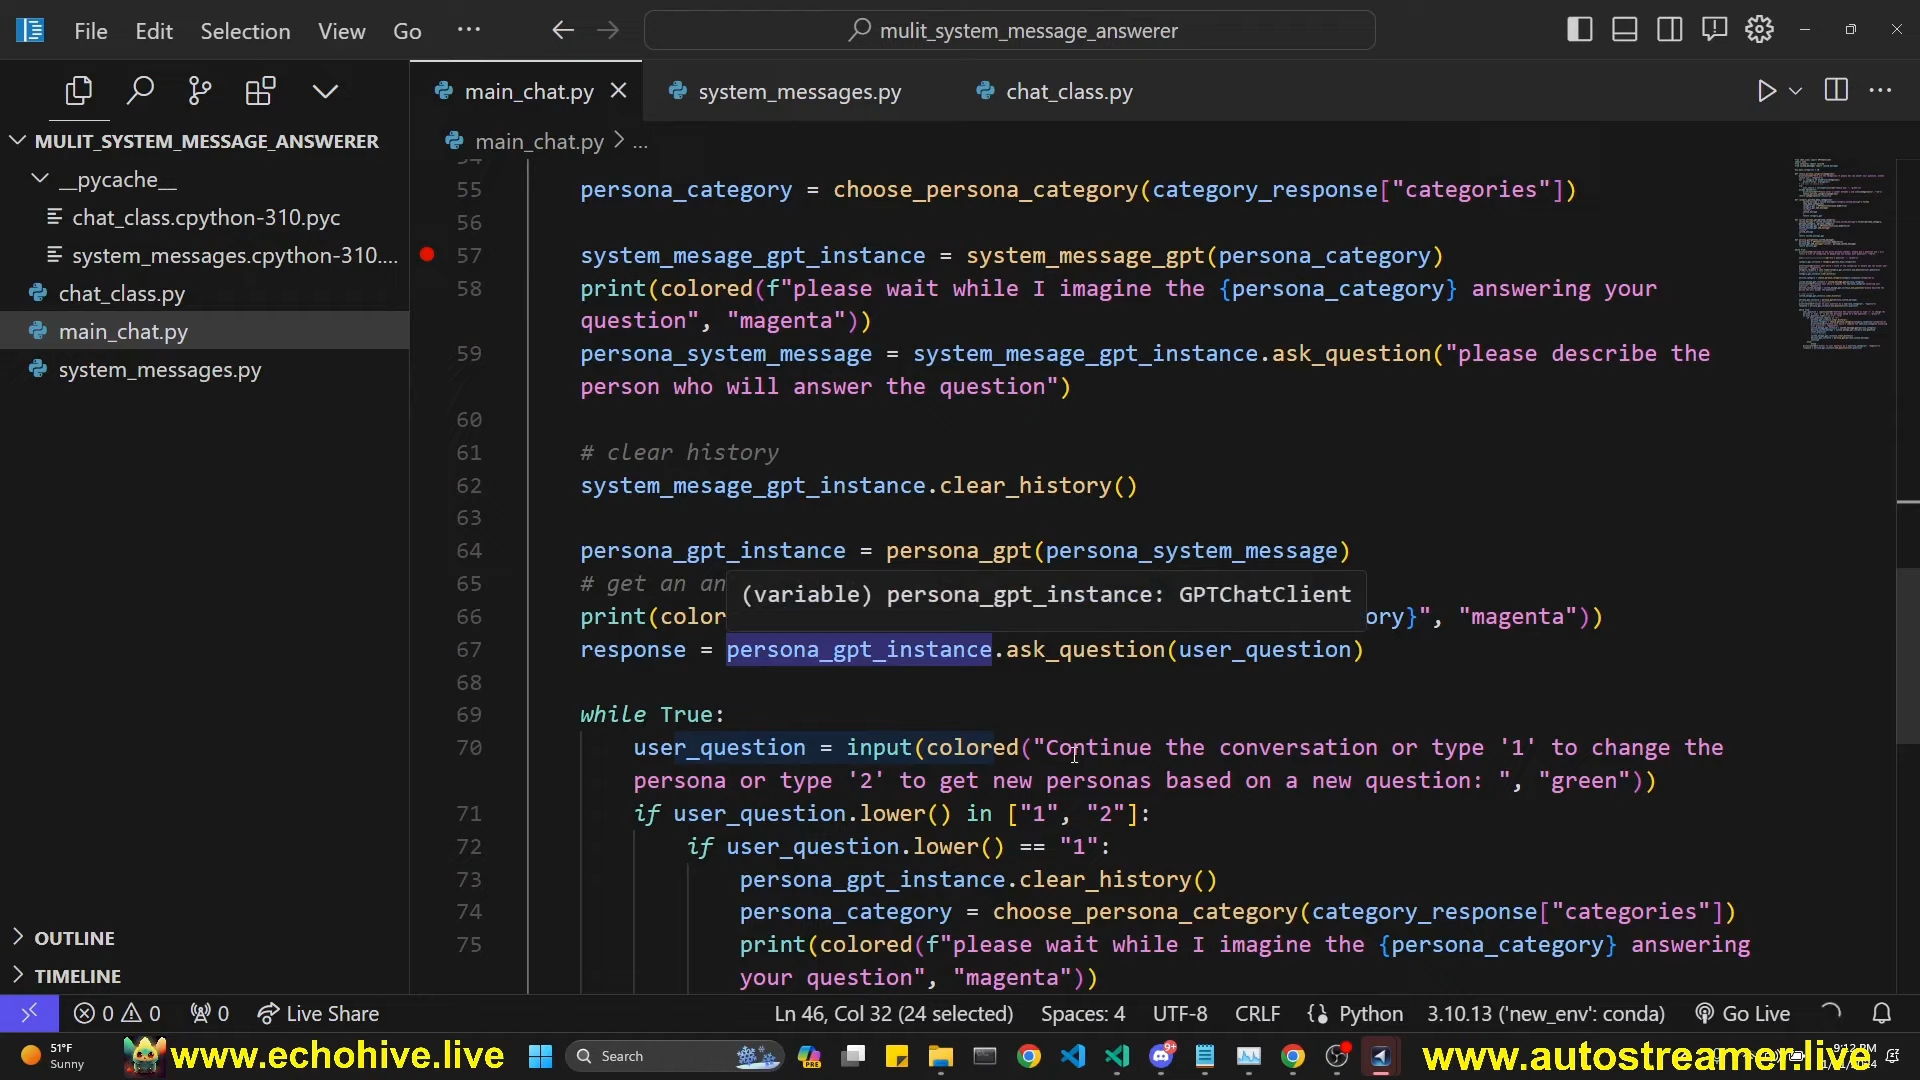 File Edit Selection View Go ... mulit_system_message_answerer
main_chat.py system_messages.py chat_class.py
MULIT_SYSTEM_MESSAGE_ANSWERER
main_chat.py > ...
__pycache__
chat_class.cpython-310.pyc
system_messages.cpython-310....
chat_class.py
main_chat.py
system_messages.py
55 persona_category = choose_persona_category(category_response["categories"])
56
57 system_mesage_gpt_instance = system_message_gpt(persona_category)
58 print(colored(f"please wait while I imagine the {persona_category} answering your
question", "magenta"))
59 persona_system_message = system_mesage_gpt_instance.ask_question("please describe the
person who will answer the question")
60
61 # clear history
62 system_mesage_gpt_instance.clear_history()
63
64 persona_gpt_instance = persona_gpt(persona_system_message)
65 # get an an
(variable) persona_gpt_instance: GPTChatClient
66 print(color ory}", "magenta"))
67 response = persona_gpt_instance.ask_question(user_question)
68
69 while True:
70 user_question = input(colored("Continue the conversation or type '1' to change the
persona or type '2' to get new personas based on a new question: ", "green"))
71 if user_question.lower() in ["1", "2"]:
72 if user_question.lower() == "1":
73 persona_gpt_instance.clear_history()
74 persona_category = choose_persona_category(category_response["categories"])
75 print(colored(f"please wait while I imagine the {persona_category} answering
your question", "magenta"))
OUTLINE
TIMELINE
0 0 0 Live Share Ln 46, Col 32 (24 selected) Spaces: 4 UTF-8 CRLF Python 3.10.13 ('new_env': conda) Go Live
51°F
Sunny
www.echohive.live Search www.autostreamer.live